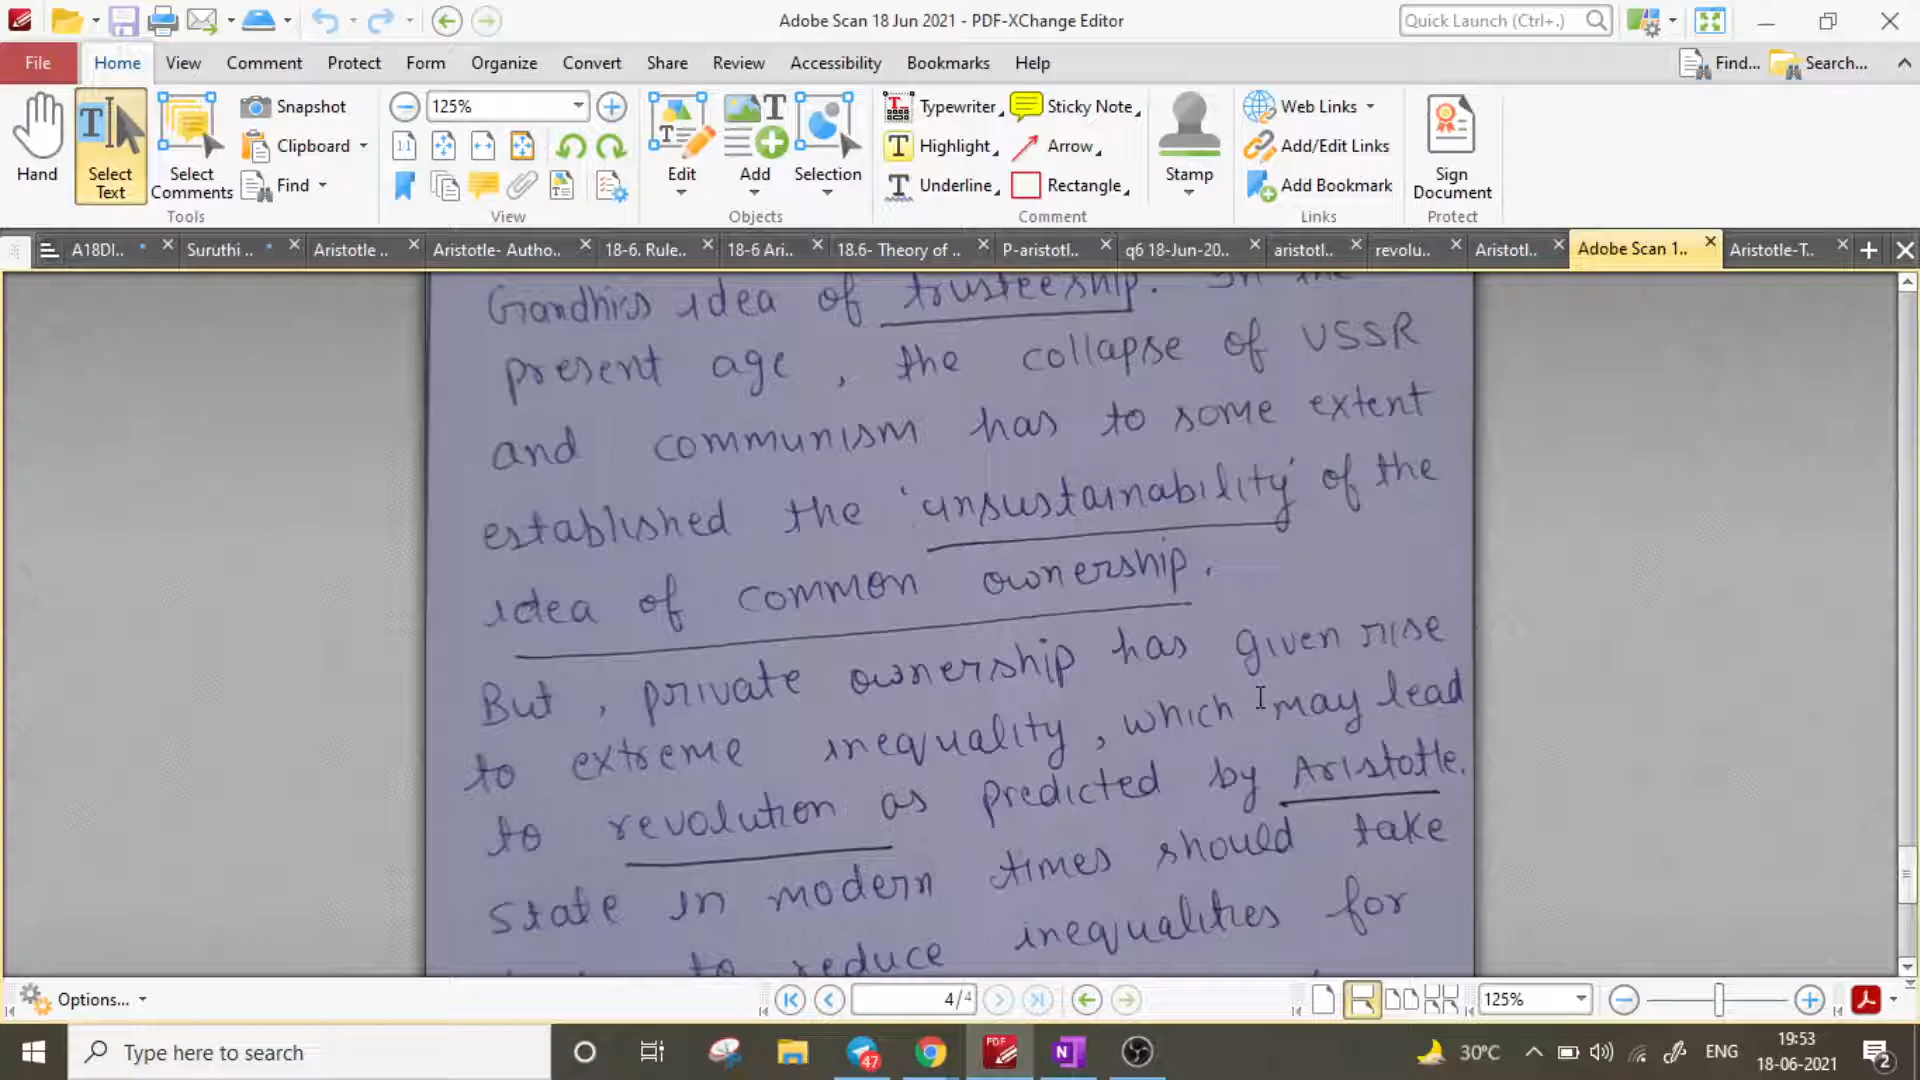 Adobe Scan 18 Jun 2021 - PDF-XChange Editor
Quick Launch (Ctrl+.)
File Home View Comment Protect Form Organize Convert Share Review Accessibility Bookmarks Help Find... Search...
Hand
Select Text
Select Comments
Snapshot
Clipboard
Find
Tools
125%
View
Edit
Add
Selection
Objects
Typewriter
Highlight
Underline
Sticky Note
Arrow
Rectangle
Comment
Stamp
Web Links
Add/Edit Links
Add Bookmark
Links
Sign Document
Protect
A18DI.. Suruthi .. Aristotle .. Aristotle- Autho... 18-6. Rule.. 18-6 Ari.. 18.6- Theory of .. P-aristotl.. q6 18-Jun-20... aristotl.. revolu.. Aristotl.. Adobe Scan 1.. Aristotle-T..
Gandhi's idea of trusteeship. In the
present age, the collapse of USSR
and communism has to some extent
established the 'unsustainability' of the
idea of common ownership.
But, private ownership has given rise
to extreme inequality, which may lead
to revolution as predicted by Aristotle.
State in modern times should take
to reduce inequalities for
Options... 4/4 125%
Type here to search
47
30°C ENG
19:53
18-06-2021
2